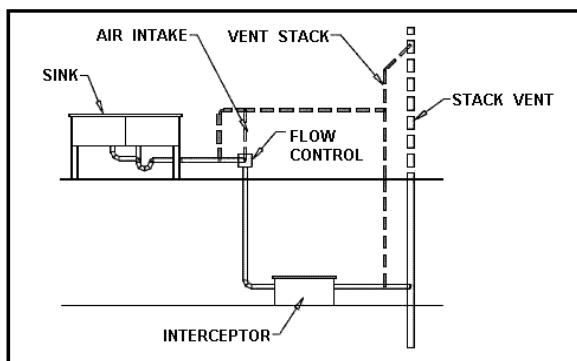 AIR INTAKE
VENT STACK
SINK
STACK VENT
FLOW
CONTROL
INTERCEPTOR